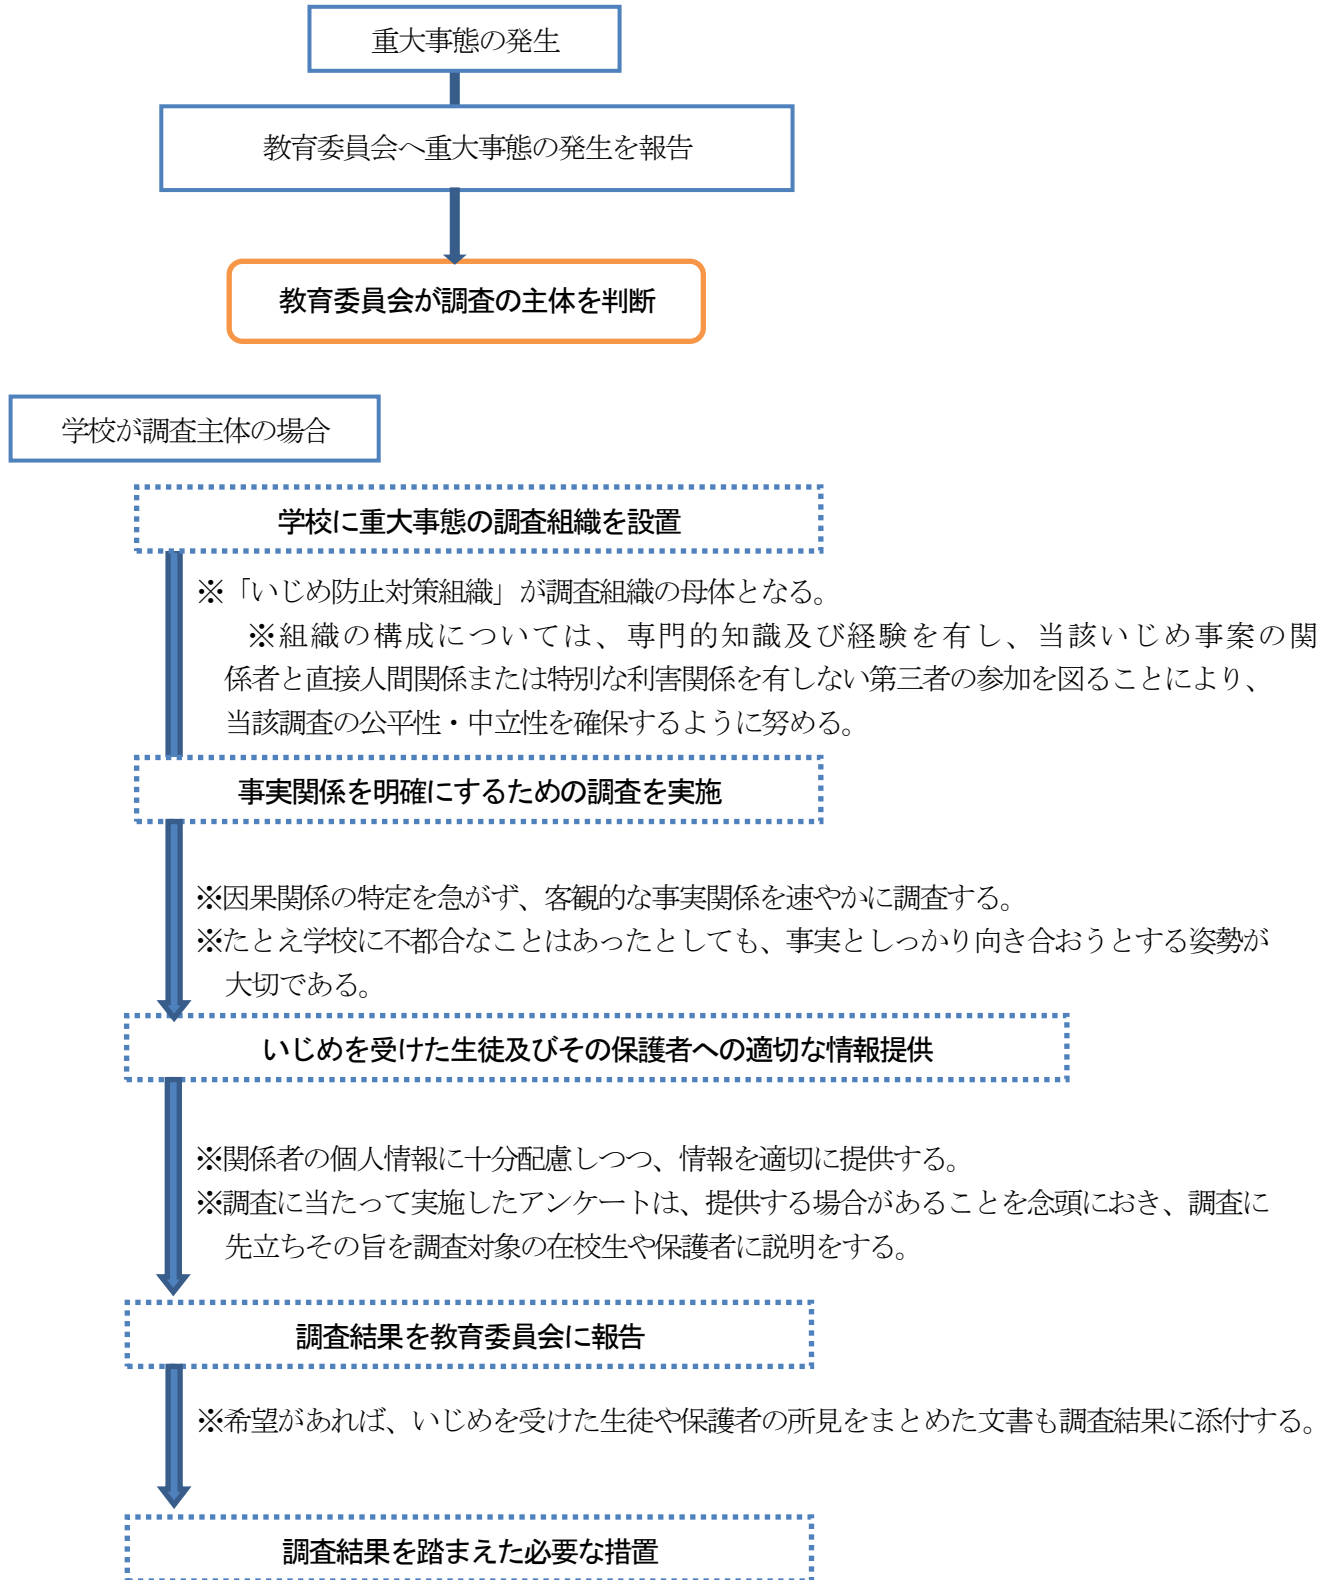 重大事態の発生
教育委員会へ重大事態の発生を報告
教育委員会が調査の主体を判断
学校が調査主体の場合
学校に重大事態の調査組織を設置
※「いじめ防止対策組織」が調査組織の母体となる。
※組織の構成については、専門的知識及び経験を有し、当該いじめ事案の関
係者と直接人間関係または特別な利害関係を有しない第三者の参加を図ることにより、
当該調査の公平性・中立性を確保するように努める。
事実関係を明確にするための調査を実施
※因果関係の特定を急がず、客観的な事実関係を速やかに調査する。
※たとえ学校に不都合なことはあったとしても、事実としっかり向き合おうとする姿勢が
大切である。
いじめを受けた生徒及びその保護者への適切な情報提供
※関係者の個人情報に十分配慮しつつ、情報を適切に提供する。
※調査に当たって実施したアンケートは、提供する場合があることを念頭におき、調査に
先立ちその旨を調査対象の在校生や保護者に説明をする。
調査結果を教育委員会に報告
※希望があれば、いじめを受けた生徒や保護者の所見をまとめた文書も調査結果に添付する。
調査結果を踏まえた必要な措置